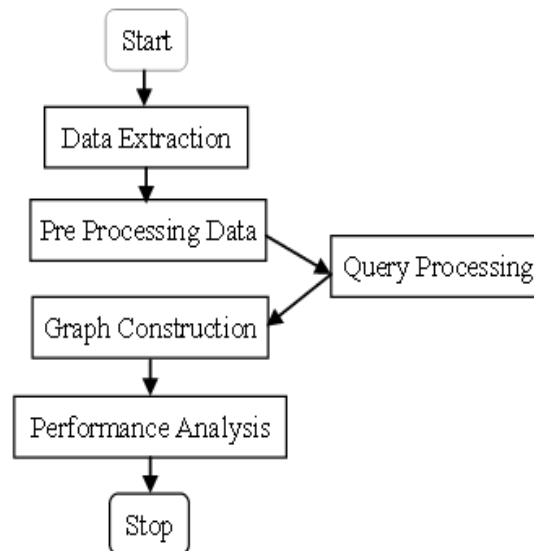 Start
Data Extraction
Pre Processing Data
Query Processing
Graph Construction
Performance Analysis
Stop